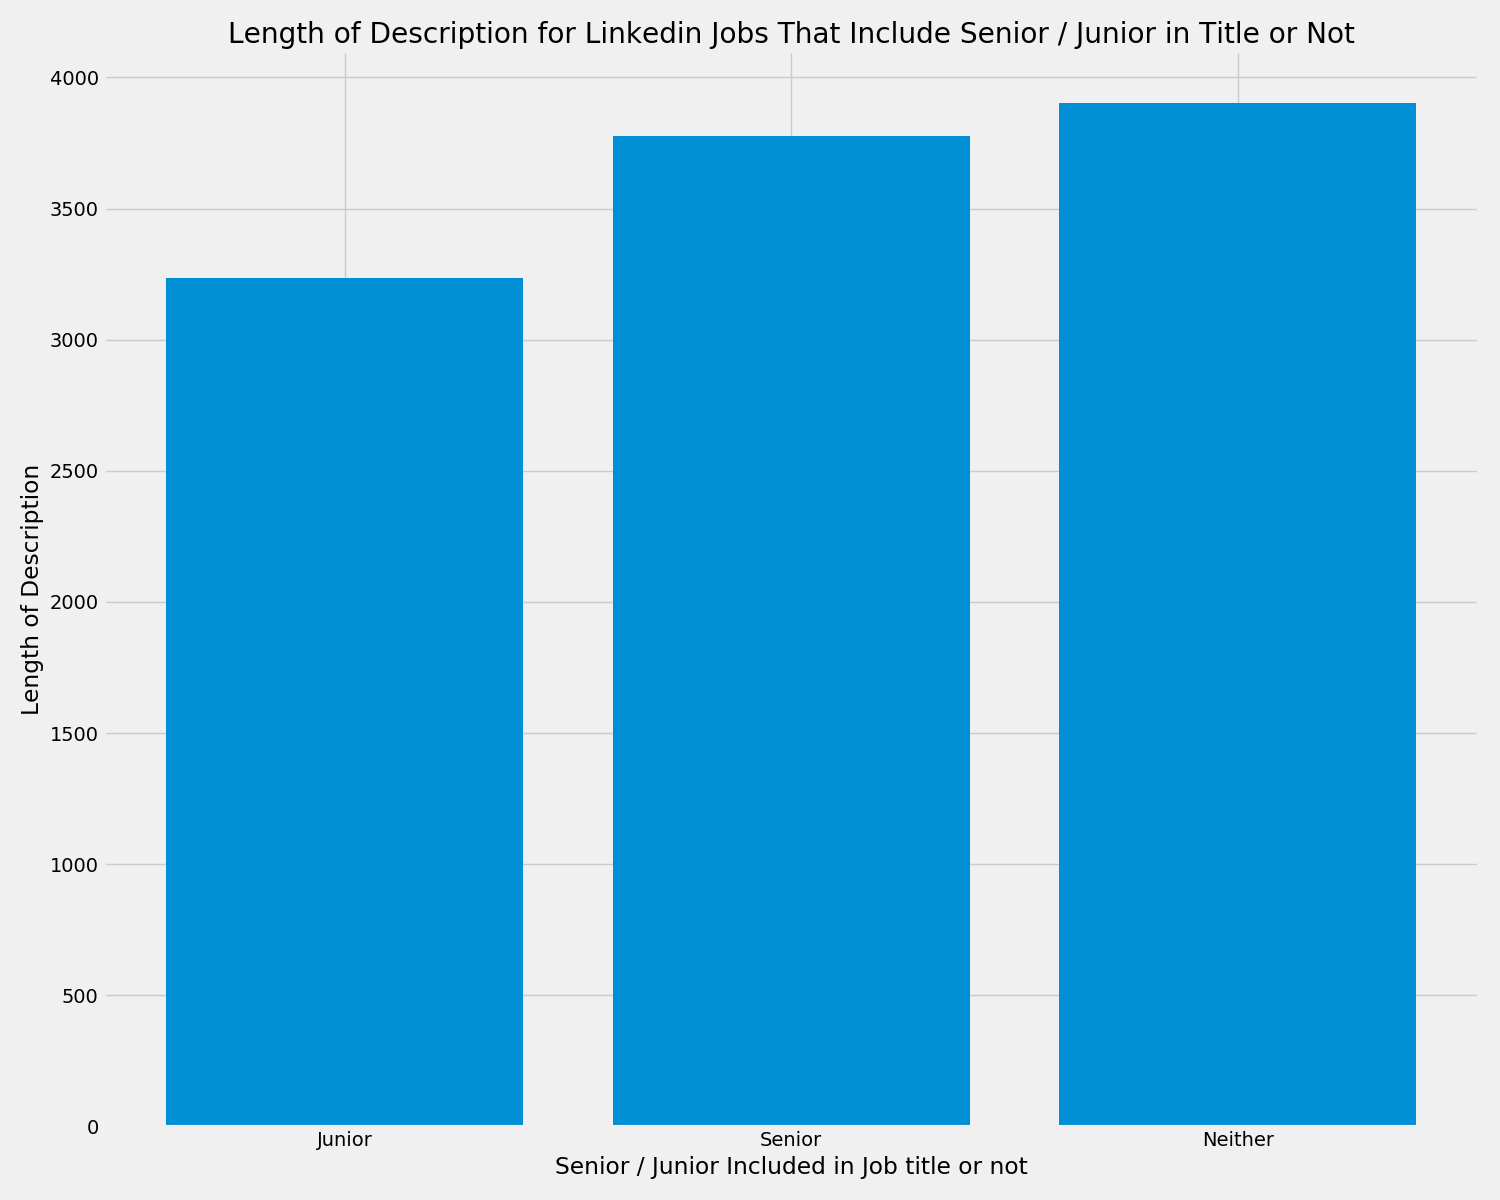 Length of Description for Linkedin Jobs That Include Senior / Junior in Title or Not
4000
3500
3000
2500
2000
1500
1000
500
0
Length of Description
Junior
Senior
Neither
Senior / Junior Included in Job title or not